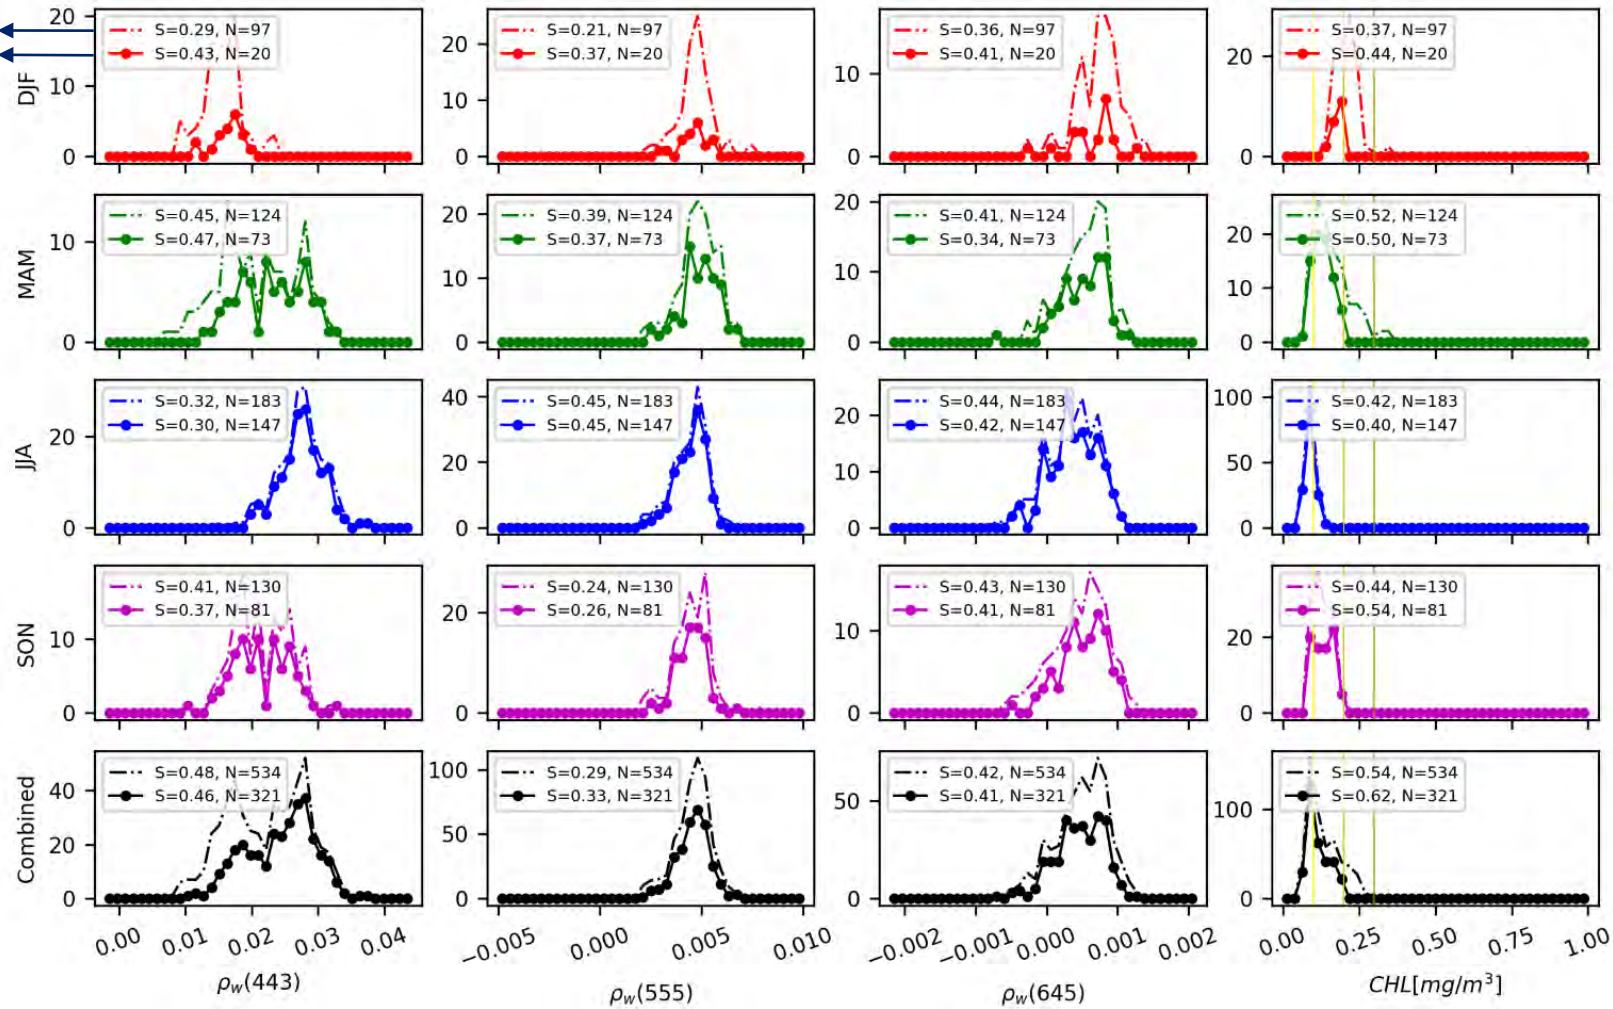 S=0.29, N=97
S=0.43, N=20
S=0.21, N=97
S=0.37, N=20
S=0.36, N=97
S=0.41, N=20
S=0.37, N=97
S=0.44, N=20
DJF
20
10
0
20
10
0
10
0
20
0
S=0.45, N=124
S=0.47, N=73
S=0.39, N=124
S=0.37, N=73
S=0.41, N=124
S=0.34, N=73
S=0.52, N=124
S=0.50, N=73
MAM
10
0
20
10
0
20
10
0
20
10
0
S=0.32, N=183
S=0.30, N=147
S=0.45, N=183
S=0.45, N=147
S=0.44, N=183
S=0.42, N=147
S=0.42, N=183
S=0.40, N=147
JJA
20
0
40
20
0
20
10
0
100
50
0
S=0.41, N=130
S=0.37, N=81
S=0.24, N=130
S=0.26, N=81
S=0.43, N=130
S=0.41, N=81
S=0.44, N=130
S=0.54, N=81
SON
10
0
20
0
10
0
20
0
S=0.48, N=534
S=0.46, N=321
S=0.29, N=534
S=0.33, N=321
S=0.42, N=534
S=0.41, N=321
S=0.54, N=534
S=0.62, N=321
Combined
40
20
0
100
50
0
50
0
100
0
0.00 0.01 0.02 0.03 0.04
−0.005 0.000 0.005 0.010
−0.002 −0.001 0.000 0.001 0.002
0.00 0.25 0.50 0.75 1.00
ρw(443)
ρw(555)
ρw(645)
CHL[mg/m³]